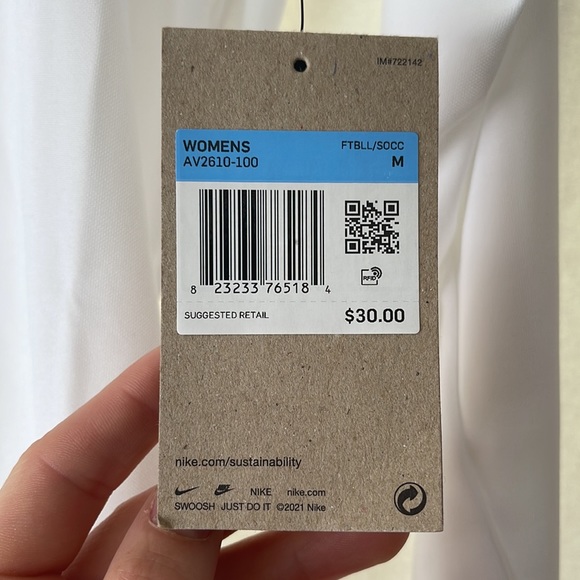 IM#722142
WOMENS FTBLL/SOCC
AV2610-100 M
RFID
8 23233 76518 4
SUGGESTED RETAIL $30.00
nike.com/sustainability
NIKE nike.com
SWOOSH JUST DO IT ©2021 Nike